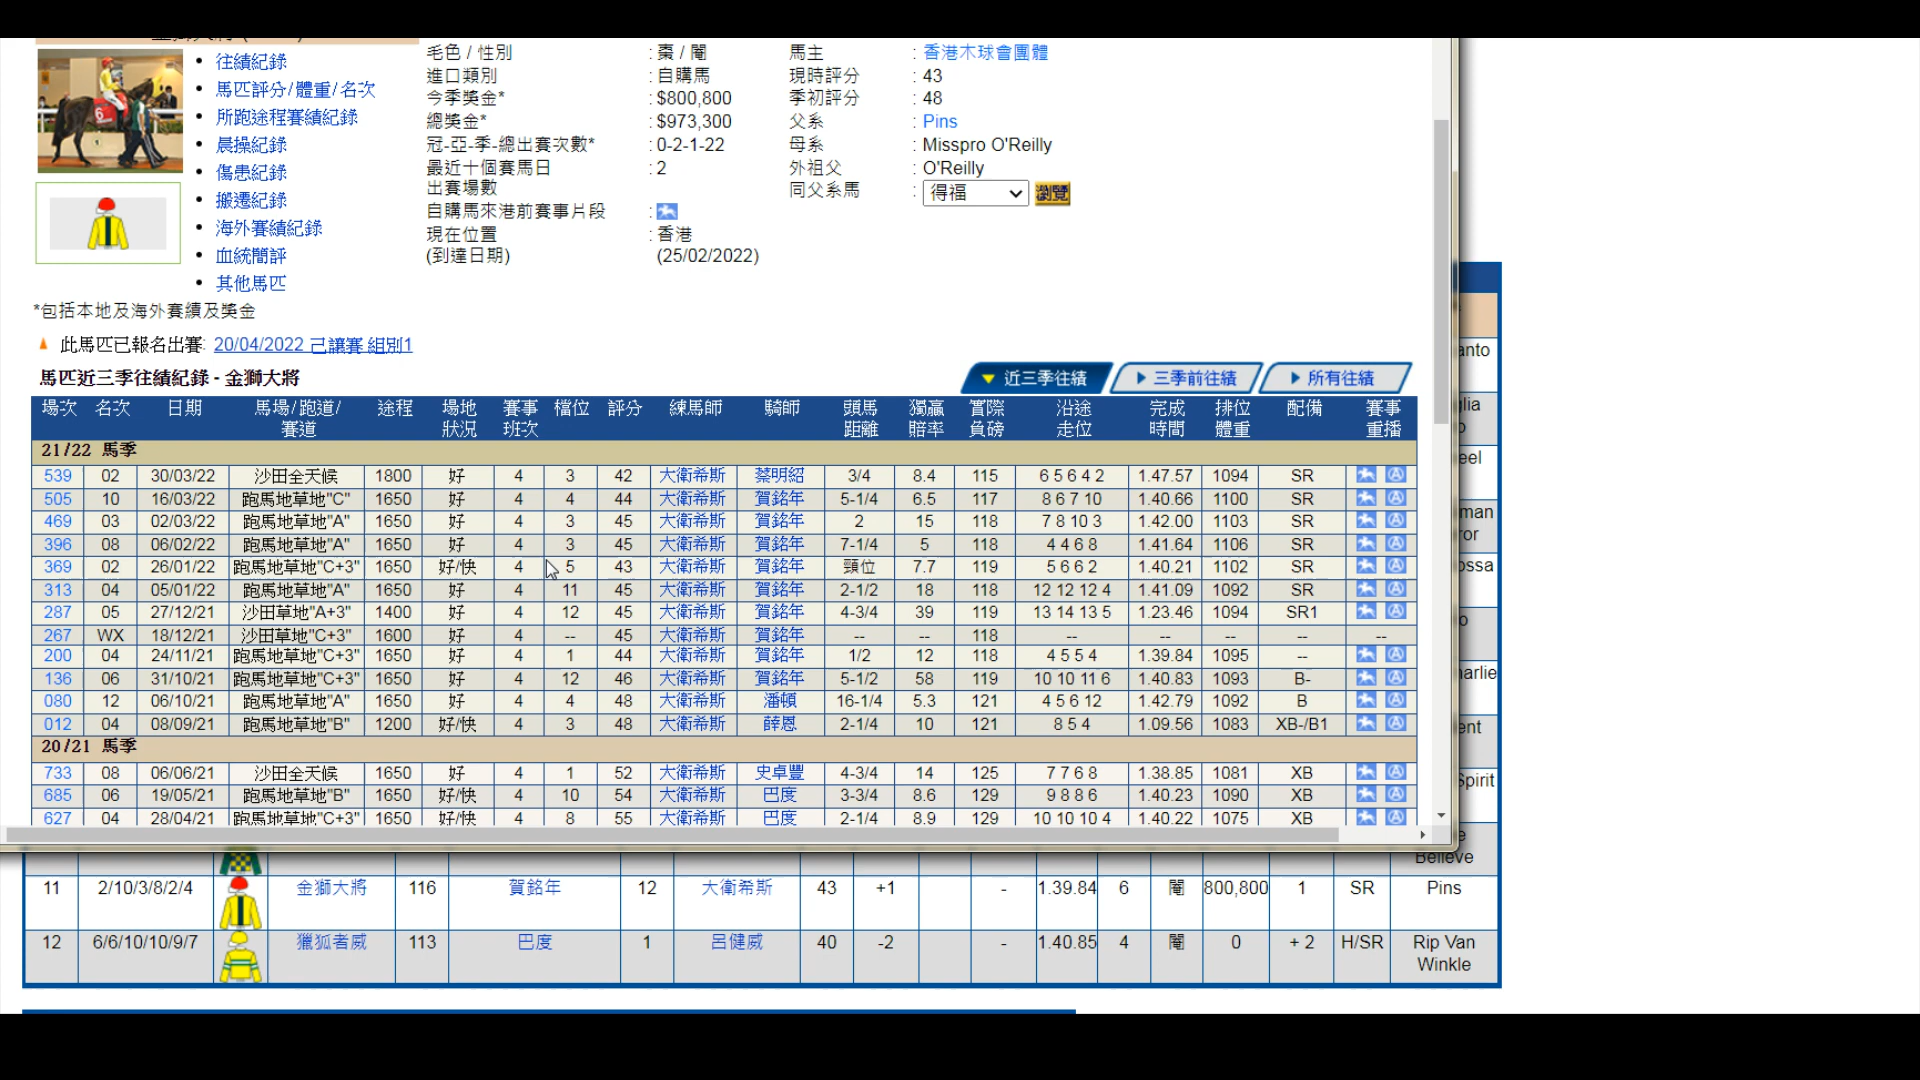 往績紀錄
馬匹評分/體重/名次
所跑途程賽績紀錄
晨操紀錄
傷患紀錄
搬遷紀錄
海外賽績紀錄
血統簡評
其他馬匹
毛色 / 性別 : 棗 / 閹
進口類別 : 自購馬
今季獎金* : $800,800
總獎金* : $973,300
冠-亞-季-總出賽次數* : 0-2-1-22
最近十個賽馬日 : 2
出賽場數
自購馬來港前賽事片段 :
現在位置 : 香港
(到達日期) (25/02/2022)
馬主 : 香港木球會團體
現時評分 : 43
季初評分 : 48
父系 : Pins
母系 : Misspro O'Reilly
外祖父 : O'Reilly
同父系馬 : 得福 瀏覽
*包括本地及海外賽績及獎金
此馬匹已報名出賽: 20/04/2022 己讓賽 組別1
馬匹近三季往績紀錄 - 金獅大將
近三季往績 三季前往績 所有往績
場次 名次 日期 馬場/跑道/賽道 途程 場地狀況 賽事班次 檔位 評分 練馬師 騎師 頭馬距離 獨贏賠率 實際負磅 沿途走位 完成時間 排位體重 配備 賽事重播
21/22 馬季
539 02 30/03/22 沙田全天候 1800 好 4 3 42 大衛希斯 蔡明紹 3/4 8.4 115 6 5 6 4 2 1.47.57 1094 SR
505 10 16/03/22 跑馬地草地"C" 1650 好 4 4 44 大衛希斯 賀銘年 5-1/4 6.5 117 8 6 7 10 1.40.66 1100 SR
469 03 02/03/22 跑馬地草地"A" 1650 好 4 3 45 大衛希斯 賀銘年 2 15 118 7 8 10 3 1.42.00 1103 SR
396 08 06/02/22 跑馬地草地"A" 1650 好 4 3 45 大衛希斯 賀銘年 7-1/4 5 118 4 4 6 8 1.41.64 1106 SR
369 02 26/01/22 跑馬地草地"C+3" 1650 好/快 4 5 43 大衛希斯 賀銘年 頸位 7.7 119 5 6 6 2 1.40.21 1102 SR
313 04 05/01/22 跑馬地草地"A" 1650 好 4 11 45 大衛希斯 賀銘年 2-1/2 18 118 12 12 12 4 1.41.09 1092 SR
287 05 27/12/21 沙田草地"A+3" 1400 好 4 12 45 大衛希斯 賀銘年 4-3/4 39 119 13 14 13 5 1.23.46 1094 SR1
267 WX 18/12/21 沙田草地"C+3" 1600 好 4 -- 45 大衛希斯 賀銘年 -- -- 118 -- -- -- -- --
200 04 24/11/21 跑馬地草地"C+3" 1650 好 4 1 44 大衛希斯 賀銘年 1/2 12 118 4 5 5 4 1.39.84 1095 --
136 06 31/10/21 跑馬地草地"C+3" 1650 好 4 12 46 大衛希斯 賀銘年 5-1/2 58 119 10 10 11 6 1.40.83 1093 B-
080 12 06/10/21 跑馬地草地"A" 1650 好 4 4 48 大衛希斯 潘頓 16-1/4 5.3 121 4 5 6 12 1.42.79 1092 B
012 04 08/09/21 跑馬地草地"B" 1200 好/快 4 3 48 大衛希斯 薛恩 2-1/4 10 121 8 5 4 1.09.56 1083 XB-/B1
20/21 馬季
733 08 06/06/21 沙田全天候 1650 好 4 1 52 大衛希斯 史卓豐 4-3/4 14 125 7 7 6 8 1.38.85 1081 XB
685 06 19/05/21 跑馬地草地"B" 1650 好/快 4 10 54 大衛希斯 巴度 3-3/4 8.6 129 9 8 8 6 1.40.23 1090 XB
627 04 28/04/21 跑馬地草地"C+3" 1650 好/快 4 8 55 大衛希斯 巴度 2-1/4 8.9 129 10 10 10 4 1.40.22 1075 XB
Spirit
Believe
11 2/10/3/8/2/4 金獅大將 116 賀銘年 12 大衛希斯 43 +1 - 1.39.84 6 閹 800,800 1 SR Pins
12 6/6/10/10/9/7 獵狐者威 113 巴度 1 呂健威 40 -2 - 1.40.85 4 閹 0 + 2 H/SR Rip Van Winkle